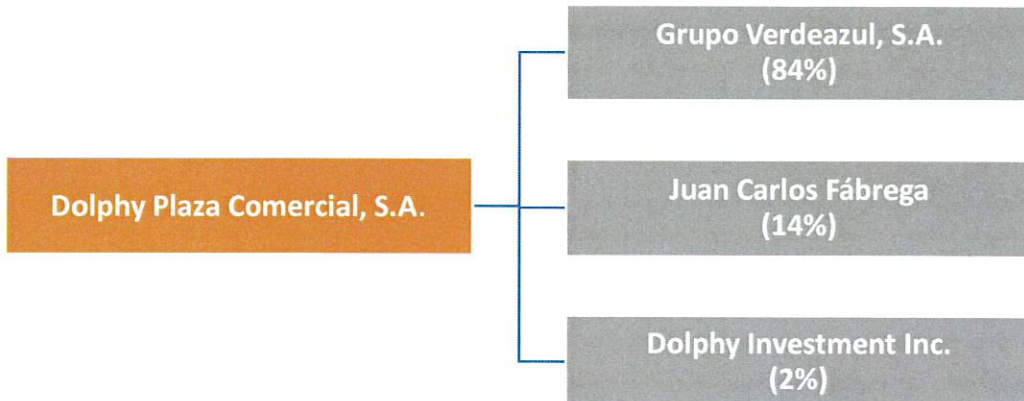 Grupo Verdeazul, S.A.
(84%)
Dolphy Plaza Comercial, S.A.
Juan Carlos Fábrega
(14%)
Dolphy Investment Inc.
(2%)